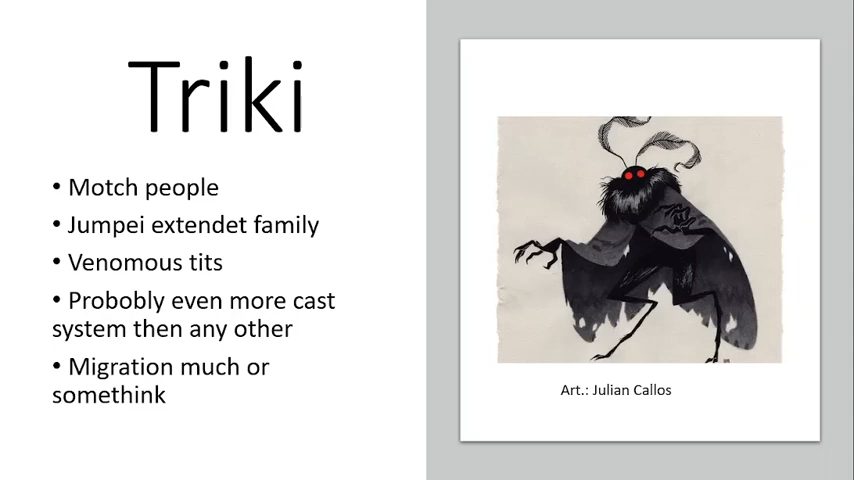 Triki
• Motch people
• Jumpei extendet family
• Venomous tits
• Probobly even more cast
system then any other
• Migration much or
somethink
Art.: Julian Callos